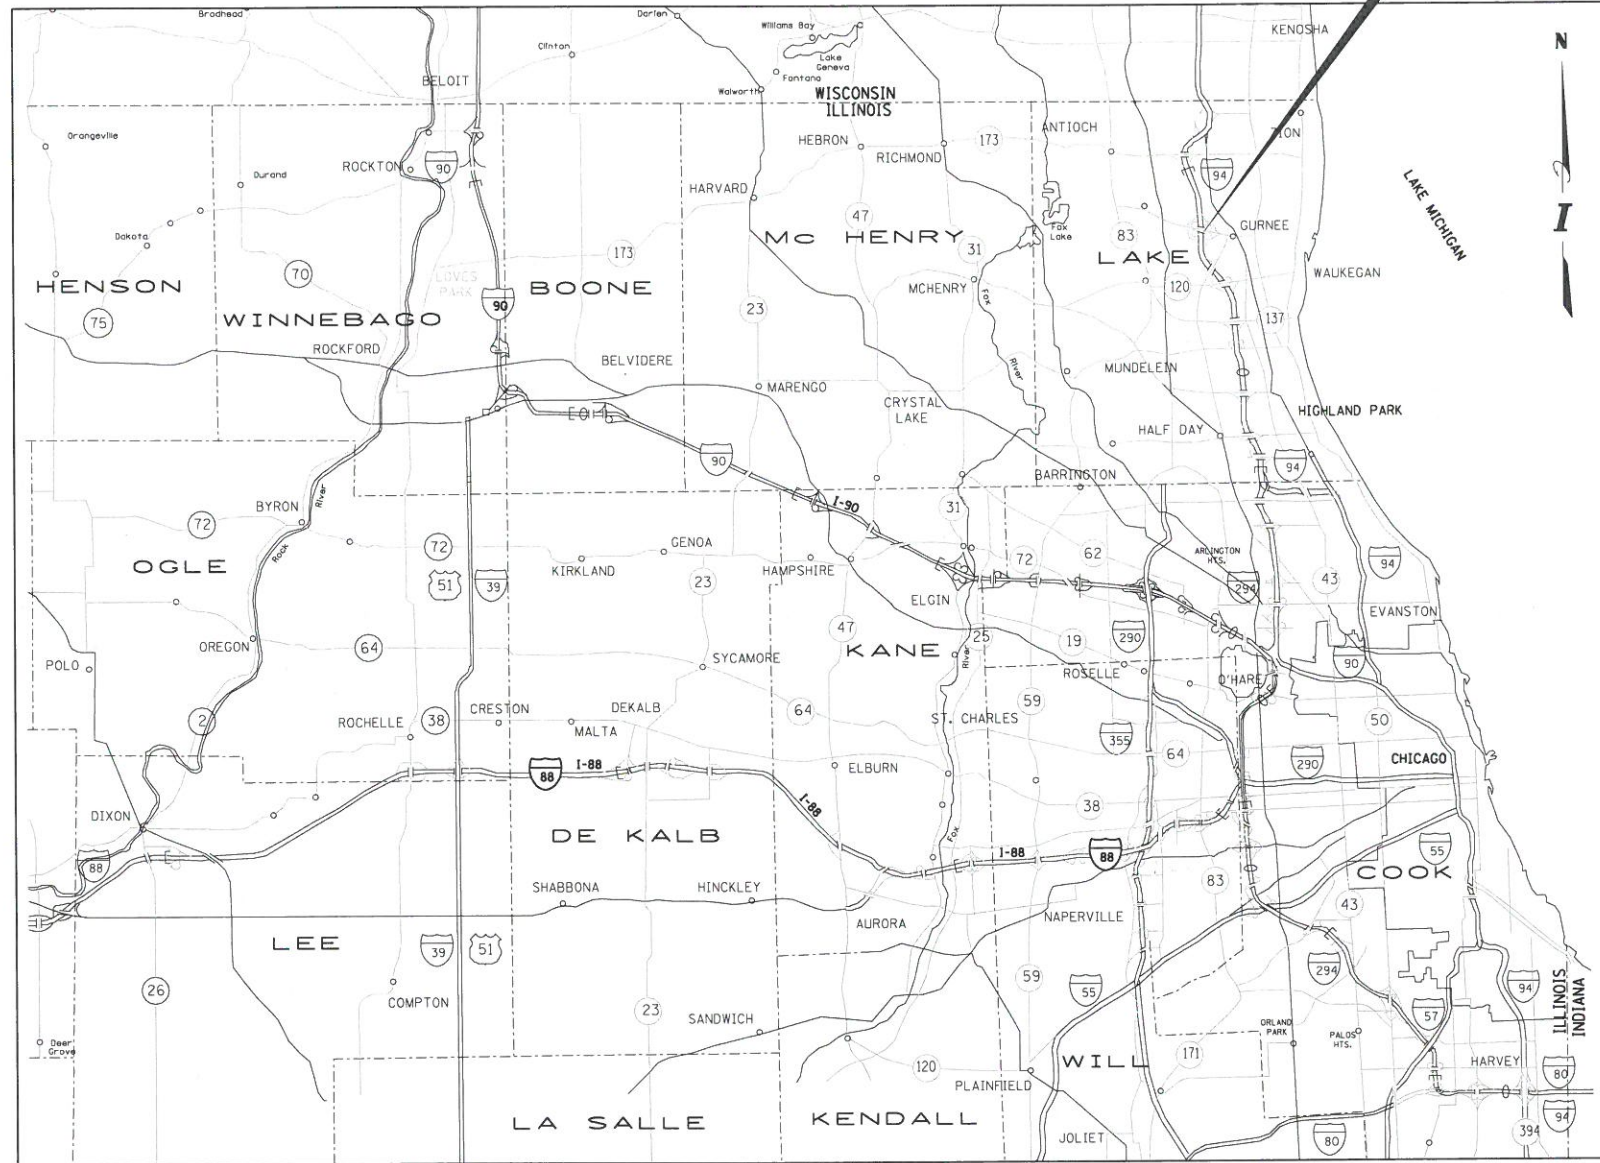 Brodhead
Darien
Williams Bay
KENOSHA
N
Clinton
Lake
Geneva
Fontana
BELOIT
Walworth
WISCONSIN
ILLINOIS
Orangeville
HEBRON
173
ANTIOCH
ZION
RICHMOND
ROCKTON
90
Durand
94
LAKE MICHIGAN
HARVARD
47
Dakota
Mc HENRY
Fox
Lake
83
GURNEE
I
31
173
LAKE
70
LOVES
PARK
HENSON
BOONE
MCHENRY
120
WAUKEGAN
90
Fox
River
75
WINNEBAGO
23
137
ROCKFORD
BELVIDERE
MUNDELEIN
MARENGO
CRYSTAL
LAKE
HIGHLAND PARK
HALF DAY
90
94
BARRINGTON
I-90
BYRON
River
31
72
72
GENOA
62
72
ARLINGTON
HTS.
94
Rock
OGLE
KIRKLAND
HAMPSHIRE
51
39
23
294
43
ELGIN
EVANSTON
47
25
19
290
OREGON
64
KANE
River
SYCAMORE
POLO
90
ROSELLE
O'HARE
59
2
ROCHELLE
38
CRESTON
DEKALB
64
ST. CHARLES
50
MALTA
355
64
I-88
88
ELBURN
290
CHICAGO
I-88
38
DIXON
DE KALB
Fox
55
88
I-88
88
COOK
SHABBONA
HINCKLEY
83
43
AURORA
NAPERVILLE
LEE
39
51
294
59
55
94
ILLINOIS
INDIANA
26
COMPTON
23
SANDWICH
57
ORLAND
PARK
PALOS
HTS.
Deer
Grove
WILL
171
HARVEY
120
PLAINFIELD
80
LA SALLE
KENDALL
94
JOLIET
80
394